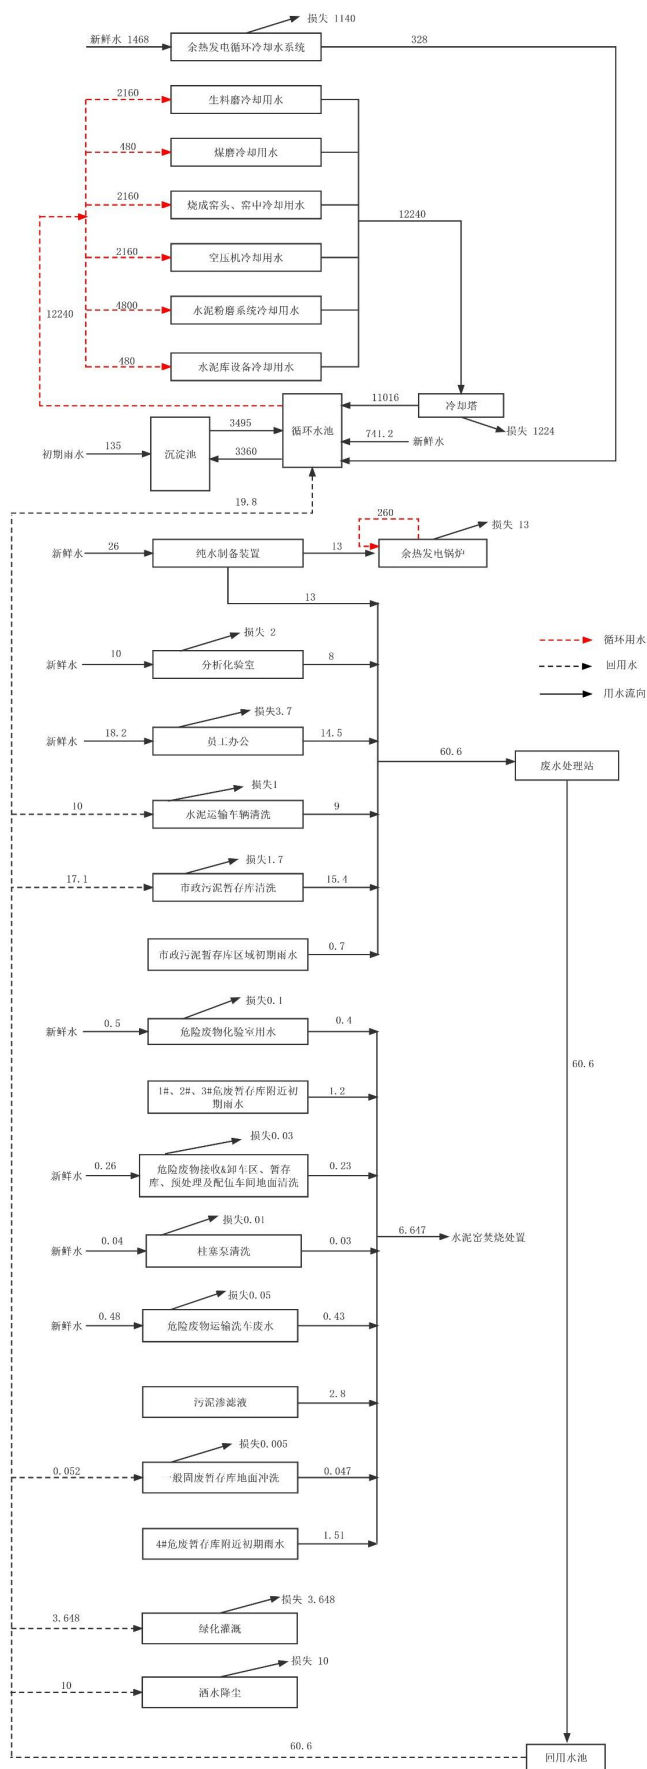 损失 1140
新鲜水 1468
余热发电循环冷却水系统
328
2160
生料磨冷却用水
480
煤磨冷却用水
2160
烧成窑头、窑中冷却用水
12240
2160
空压机冷却用水
12240
4800
水泥粉磨系统冷却用水
480
水泥库设备冷却用水
11016
冷却塔
循环水池
损失 1224
741.2
新鲜水
3495
初期雨水
135
沉淀池
3360
19.8
260
损失 13
新鲜水
26
纯水制备装置
13
余热发电锅炉
13
循环用水
回用水
用水流向
损失 2
新鲜水
10
分析化验室
8
损失3.7
新鲜水
18.2
员工办公
14.5
60.6
废水处理站
损失1
10
水泥运输车辆清洗
9
损失1.7
17.1
市政污泥暂存库清洗
15.4
市政污泥暂存库区域初期雨水
0.7
损失0.1
新鲜水
0.5
危险废物化验室用水
0.4
60.6
1#、2#、3#危废暂存库附近初
期雨水
1.2
损失0.03
新鲜水
0.26
危险废物接收&卸车区、暂存
库、预处理及配伍车间地面清洗
0.23
损失0.01
新鲜水
0.04
柱塞泵清洗
0.03
6.647
水泥窑焚烧处置
损失0.05
新鲜水
0.48
危险废物运输洗车废水
0.43
污泥渗滤液
2.8
损失0.005
0.052
一般固废暂存库地面冲洗
0.047
4#危废暂存库附近初期雨水
1.51
损失 3.648
3.648
绿化灌溉
损失 10
10
洒水降尘
60.6
回用水池